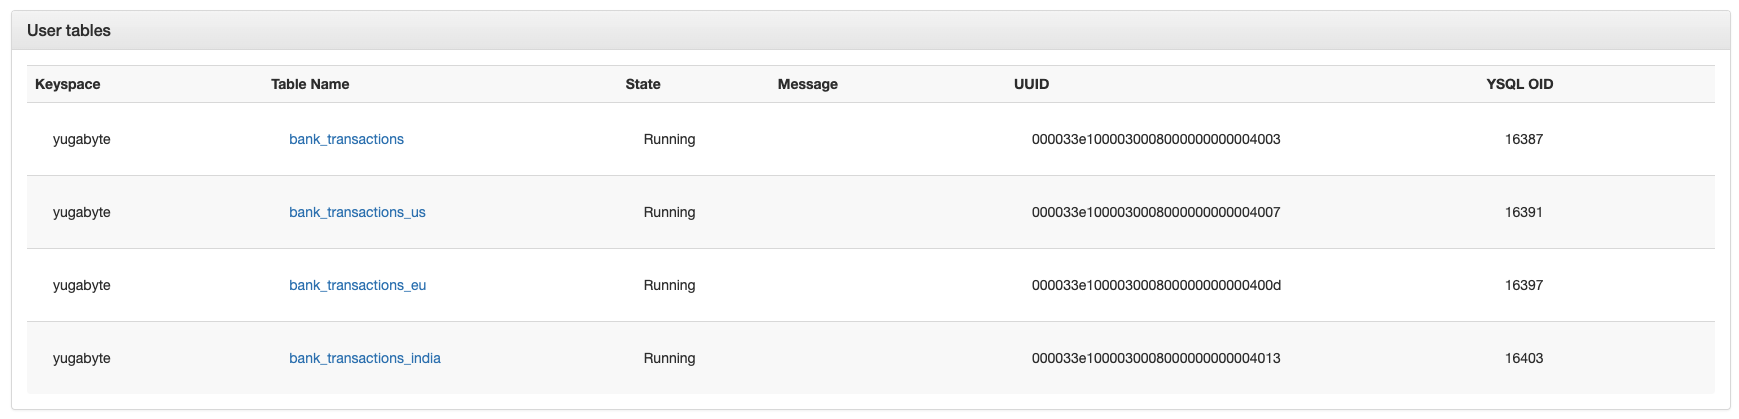 User tables
Keyspace Table Name State Message UUID YSQL OID
yugabyte bank_transactions Running 000033e1000030008000000000004003 16387
yugabyte bank_transactions_us Running 000033e1000030008000000000004007 16391
yugabyte bank_transactions_eu Running 000033e100003000800000000000400d 16397
yugabyte bank_transactions_india Running 000033e1000030008000000000004013 16403